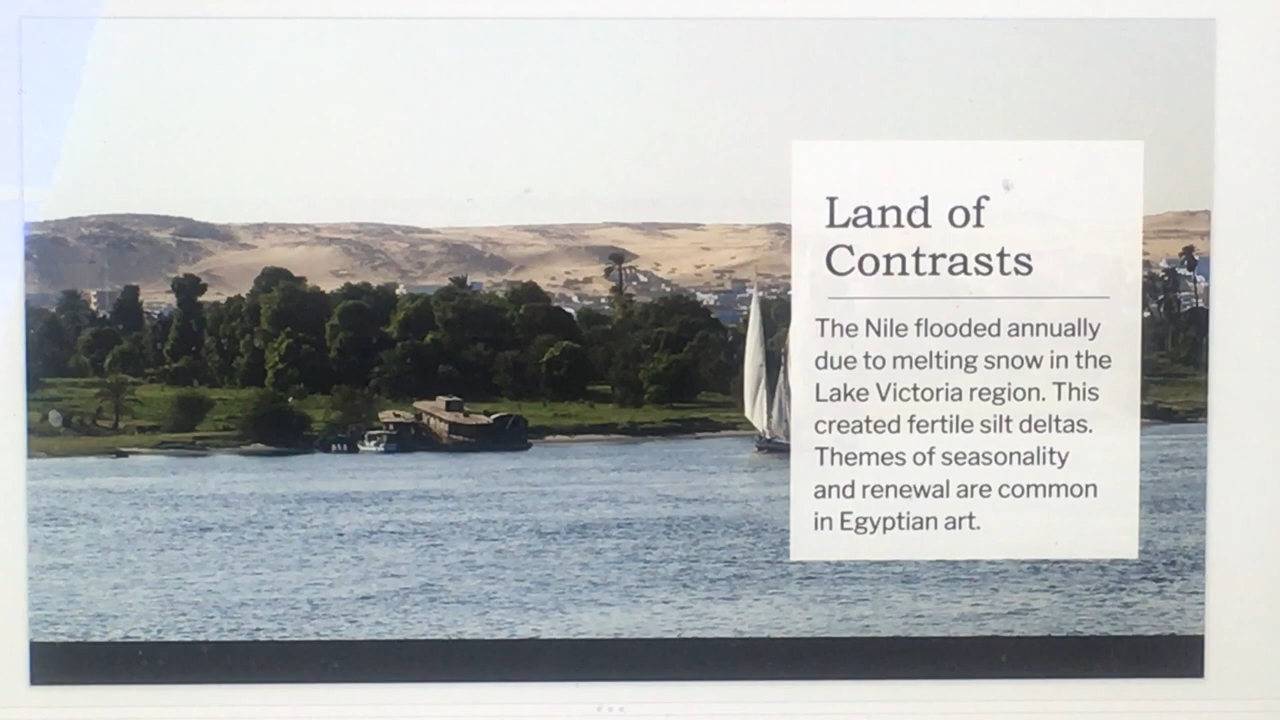 Land of
Contrasts
The Nile flooded annually
due to melting snow in the
Lake Victoria region. This
created fertile silt deltas.
Themes of seasonality
and renewal are common
in Egyptian art.